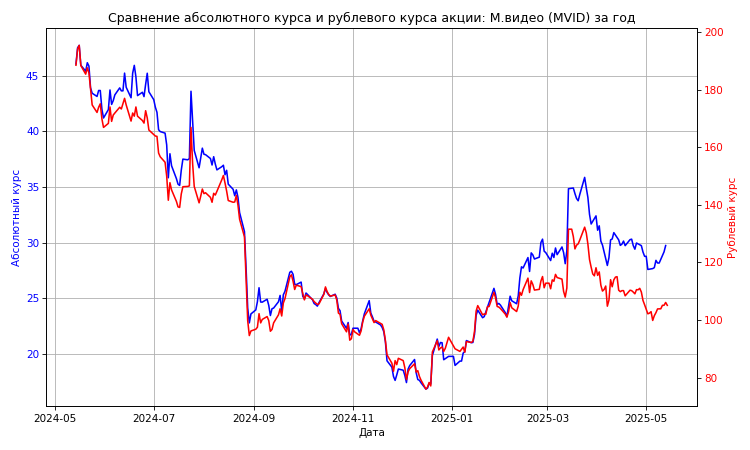 Сравнение абсолютного курса и рублевого курса акции: М.видео (MVID) за год
Абсолютный курс
45
40
35
30
25
20
200
180
160
140
120
100
80
Рублевый курс
2024-05 2024-07 2024-09 2024-11 2025-01 2025-03 2025-05
Дата